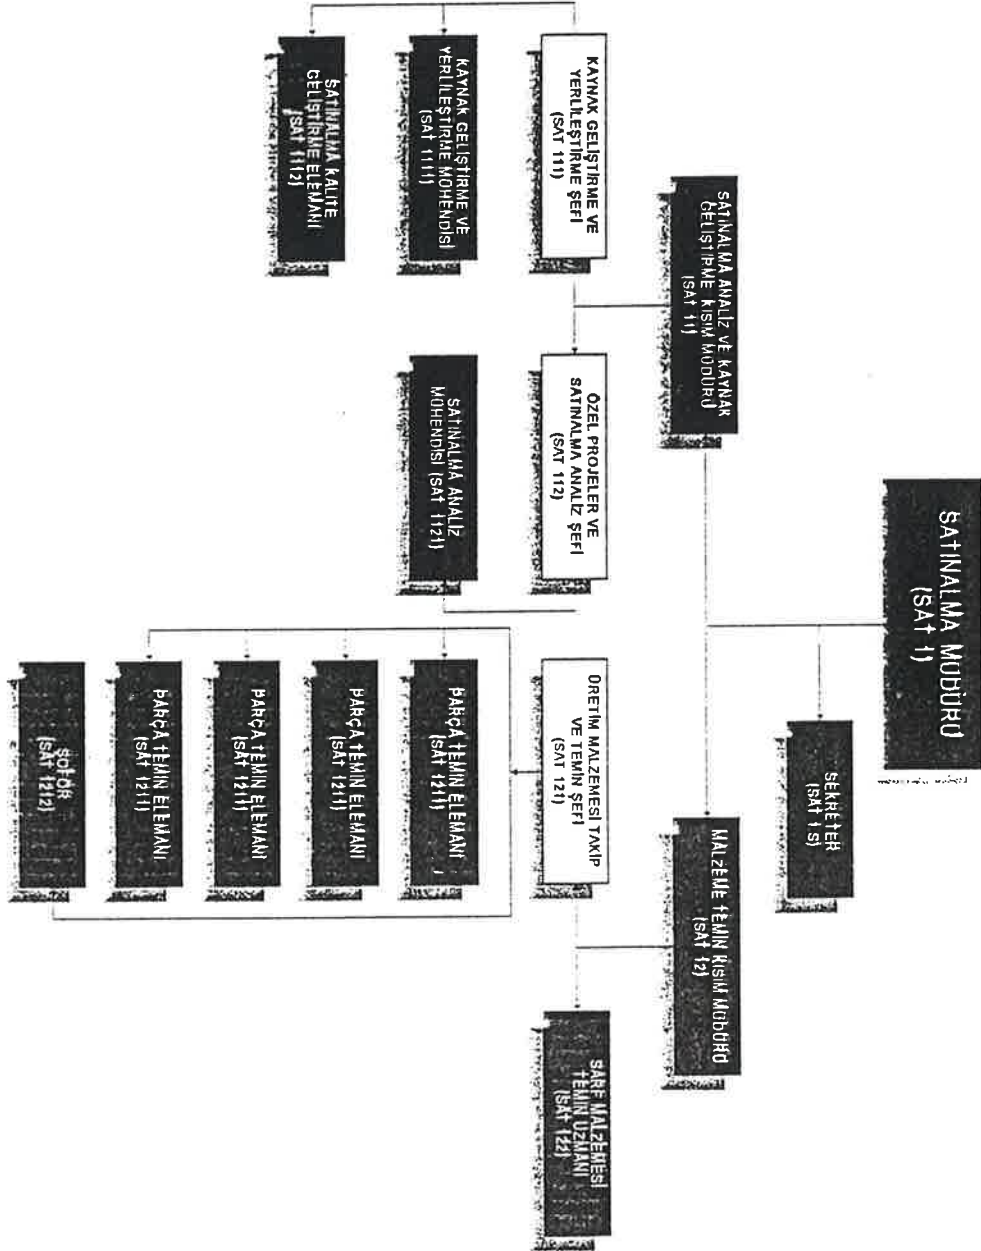 SATINALMA MÜDÜRÜ
(SAT 1)
SEKRETER
(SAT 1 S)
SATINALMA ANALİZ VE KAYNAK
GELİŞTİRME KISIM MÜDÜRÜ
(SAT 11)
MALZEME TEMİN KISIM MÜDÜRÜ
(SAT 12)
KAYNAK GELİŞTİRME VE
YERLİLEŞTİRME ŞEFİ
(SAT 111)
ÖZEL PROJELER VE
SATINALMA ANALİZ ŞEFİ
(SAT 112)
ÜRETİM MALZEMESİ TAKİP
VE TEMİN ŞEFİ
(SAT 121)
SARF MALZEMESİ
TEMİN UZMANI
(SAT 122)
KAYNAK GELİŞTİRME VE
YERLİLEŞTİRME MÜHENDİSİ
(SAT 1111)
SATINALMA ANALİZ
MÜHENDİSİ (SAT 1121)
PARÇA TEMİN ELEMANI
(SAT 1211)
SATINALMA KALİTE
GELİŞTİRME ELEMANI
(SAT 1112)
PARÇA TEMİN ELEMANI
(SAT 1211)
PARÇA TEMİN ELEMANI
(SAT 1211)
PARÇA TEMİN ELEMANI
(SAT 1211)
ŞOFÖR
(SAT 1212)